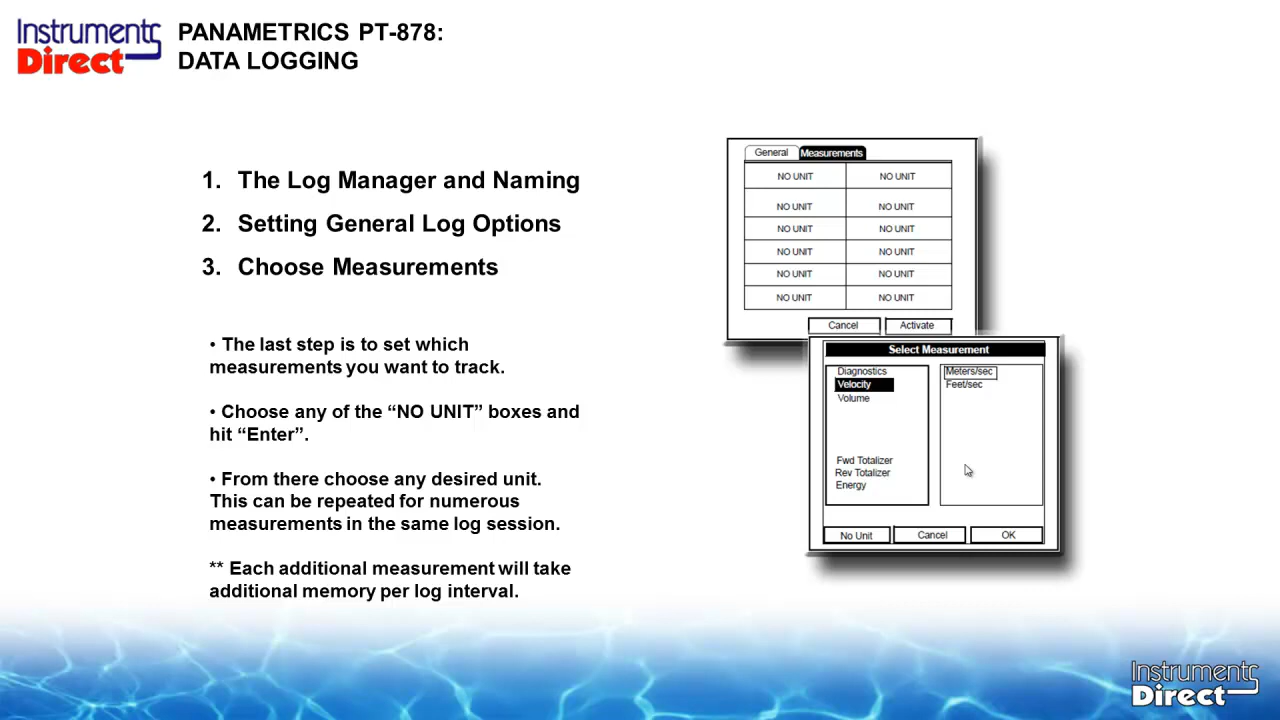 Instruments
Direct
PANAMETRICS PT-878:
DATA LOGGING
1. The Log Manager and Naming
2. Setting General Log Options
3. Choose Measurements
• The last step is to set which
measurements you want to track.
• Choose any of the “NO UNIT” boxes and
hit “Enter”.
• From there choose any desired unit.
This can be repeated for numerous
measurements in the same log session.
** Each additional measurement will take
additional memory per log interval.
General Measurements
NO UNIT NO UNIT
NO UNIT NO UNIT
NO UNIT NO UNIT
NO UNIT NO UNIT
NO UNIT NO UNIT
NO UNIT NO UNIT
Cancel Activate
Select Measurement
Diagnostics Meters/sec
Velocity Feet/sec
Volume
Fwd Totalizer
Rev Totalizer
Energy
No Unit Cancel OK
Instruments
Direct